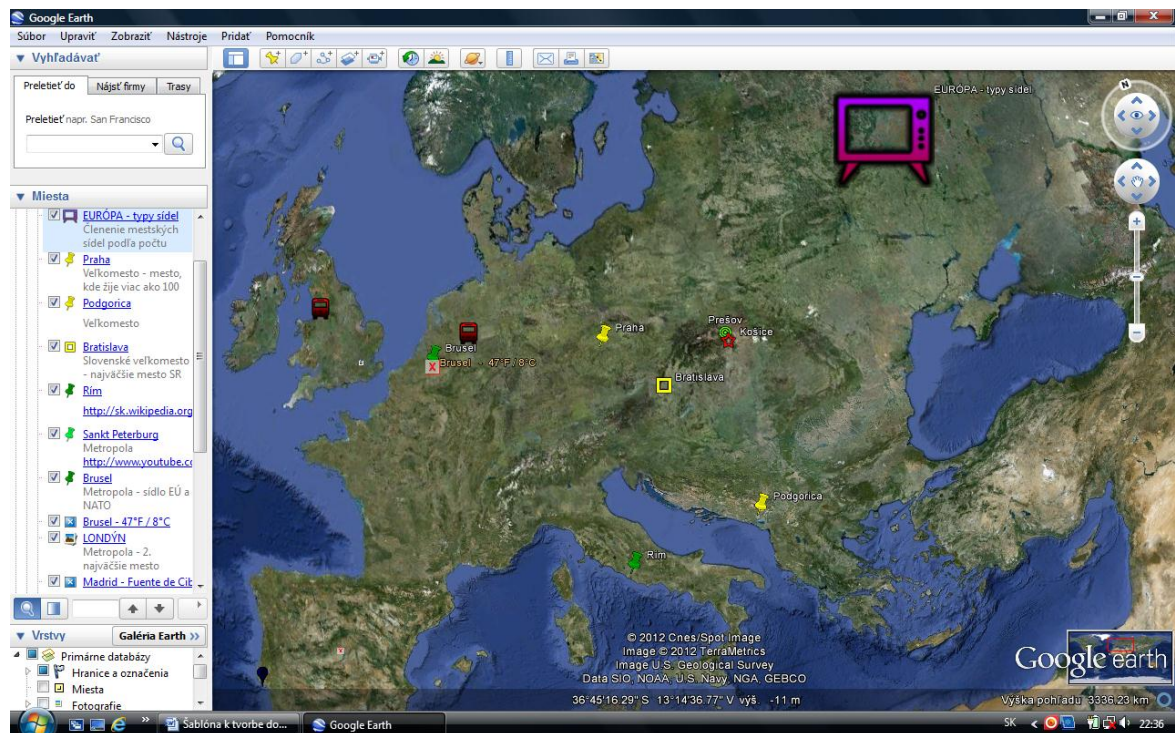 Google Earth
Súbor Upraviť Zobraziť Nástroje Pridať Pomocník
Vyhľadávať
Preletieť do Nájsť firmy Trasy
Preletieť napr. San Francisco
Miesta
EURÓPA - typy sídel
Členenie mestských
sídel podľa počtu
Praha
Veľkomesto - mesto,
kde žije viac ako 100
Podgorica
Veľkomesto
Bratislava
Slovenské veľkomesto
- najväčšie mesto SR
Rím
http://sk.wikipedia.org
Sankt Peterburg
Metropola
http://www.youtube.co
Brusel
Metropola - sídlo EÚ a
NATO
Brusel - 47°F / 8°C
LONDÝN
Metropola - 2.
najväčšie mesto
Madrid - Fuente de Cib
Vrstvy Galéria Earth >>
Primárne databázy
Hranice a označenia
Miesta
Fotografie
EURÓPA - typy sídel
N
Praha
Prešov
Košice
Brusel
Brusel - 47°F / 8°C
Bratislava
Podgorica
Rím
© 2012 Cnes/Spot Image
Image © 2012 TerraMetrics
Image U.S. Geological Survey
Data SIO, NOAA, U.S. Navy, NGA, GEBCO
Google earth
36°45'16.29" S 13°14'36.77" V výš. -11 m
Výška pohľadu 3336.23 km
Šablóna k tvorbe do...
Google Earth
SK
22:36